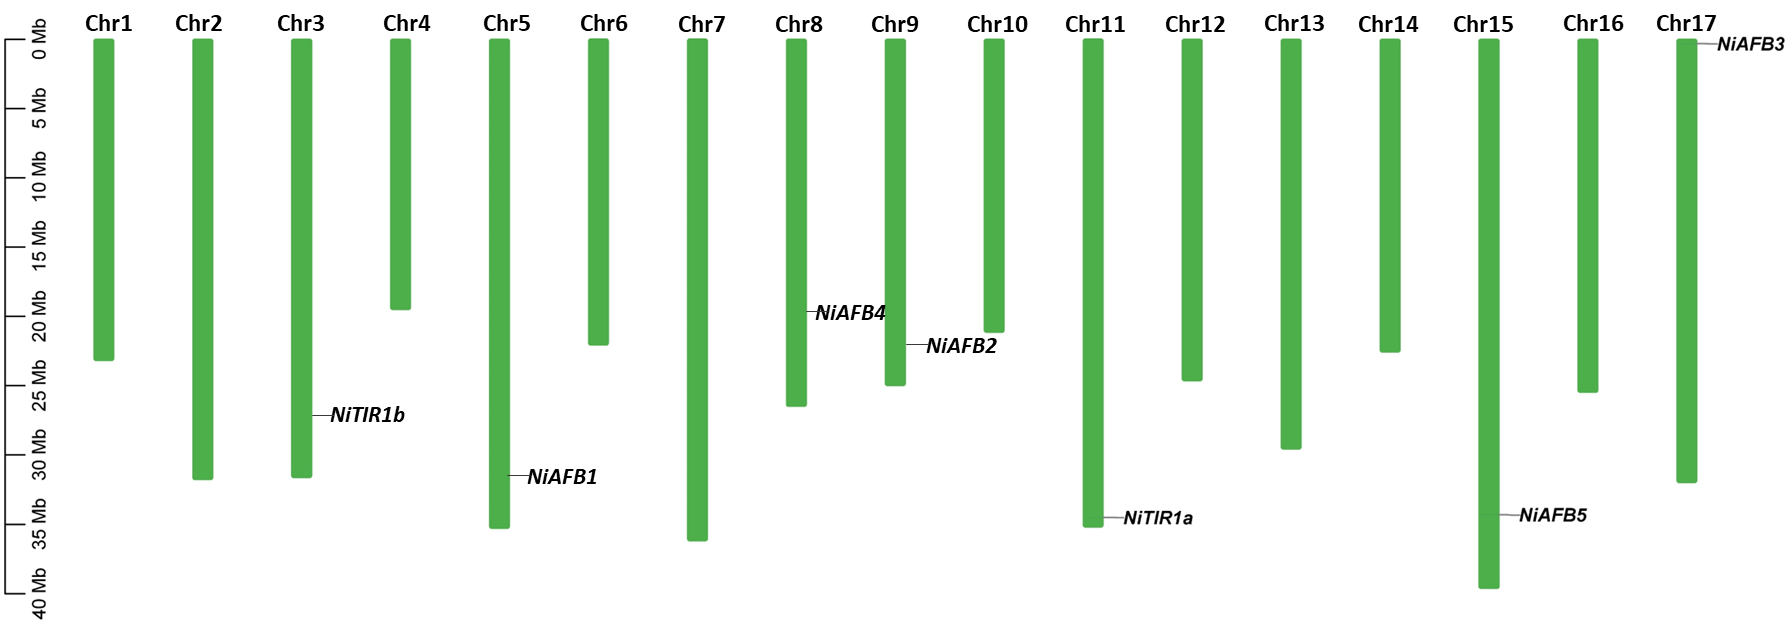 Chr1 Chr2 Chr3 Chr4 Chr5 Chr6 Chr7 Chr8 Chr9 Chr10 Chr11 Chr12 Chr13 Chr14 Chr15 Chr16 Chr17
0 Mb
NiAFB3
5 Mb
10 Mb
15 Mb
20 Mb
NiAFB4
NiAFB2
25 Mb
NiTIR1b
30 Mb
NiAFB1
35 Mb
NiTIR1a
NiAFB5
40 Mb